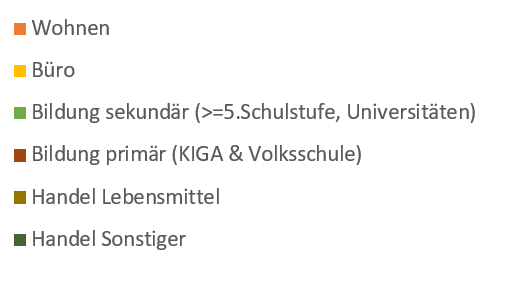 Wohnen
Büro
Bildung sekundär (>=5.Schulstufe, Universitäten)
Bildung primär (KIGA & Volksschule)
Handel Lebensmittel
Handel Sonstiger